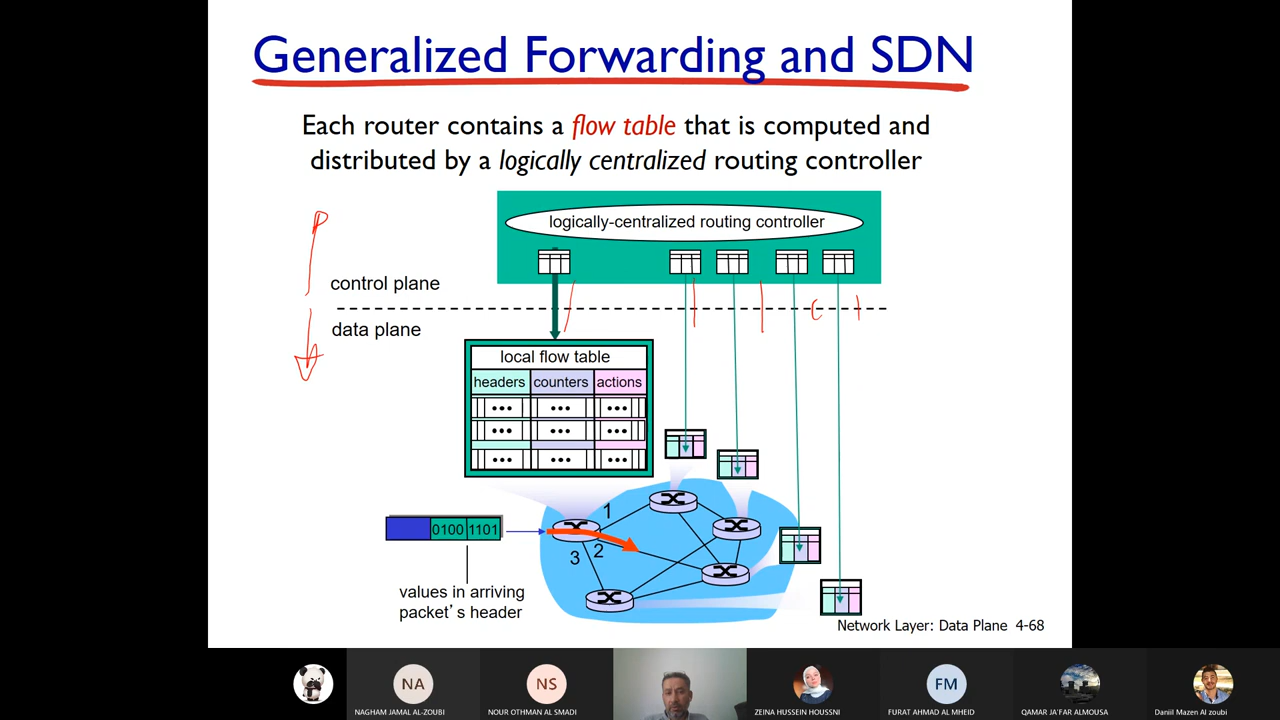 Generalized Forwarding and SDN
Each router contains a flow table that is computed and
distributed by a logically centralized routing controller
logically-centralized routing controller
control plane
data plane
local flow table
headers counters actions
1
2
3
0100 1101
values in arriving
packet's header
Network Layer: Data Plane 4-68
NA
NS
FM
NAGHAM JAMAL AL-ZOUBI
NOUR OTHMAN AL SMADI
ZEINA HUSSEIN HOUSSNI
FURAT AHMAD AL MHEID
QAMAR JA'FAR ALMOUSA
Daniil Mazen Al zoubi